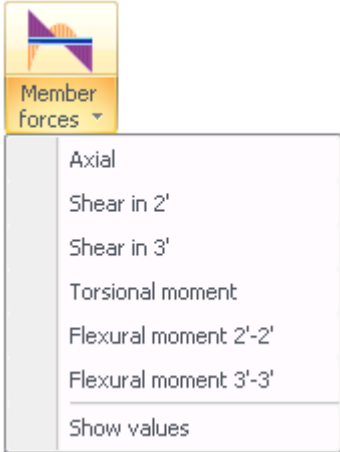 Member
forces
Axial
Shear in 2'
Shear in 3'
Torsional moment
Flexural moment 2'-2'
Flexural moment 3'-3'
Show values